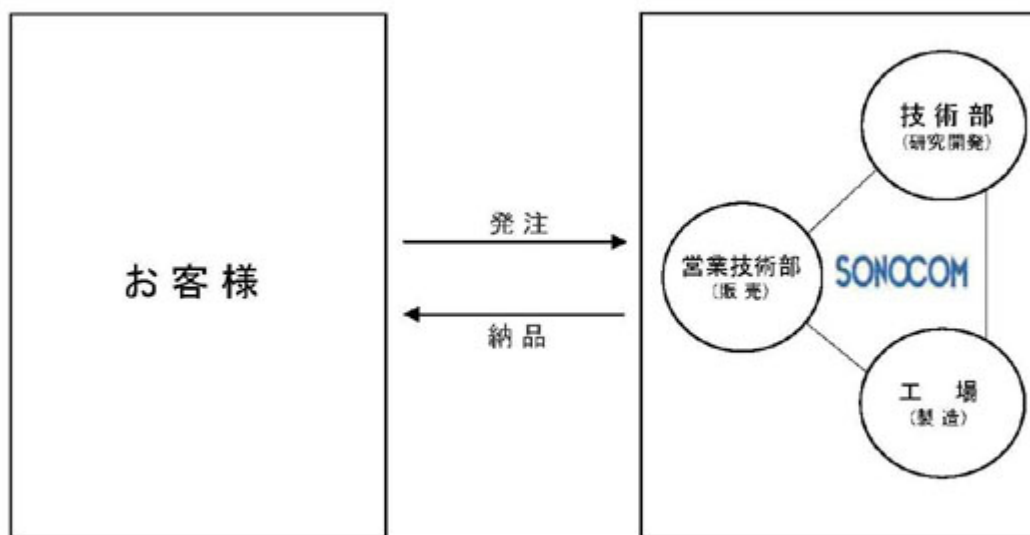 お客様
発注
納品
技術部
(研究開発)
営業技術部
(販売)
SONOCOM
工場
(製造)